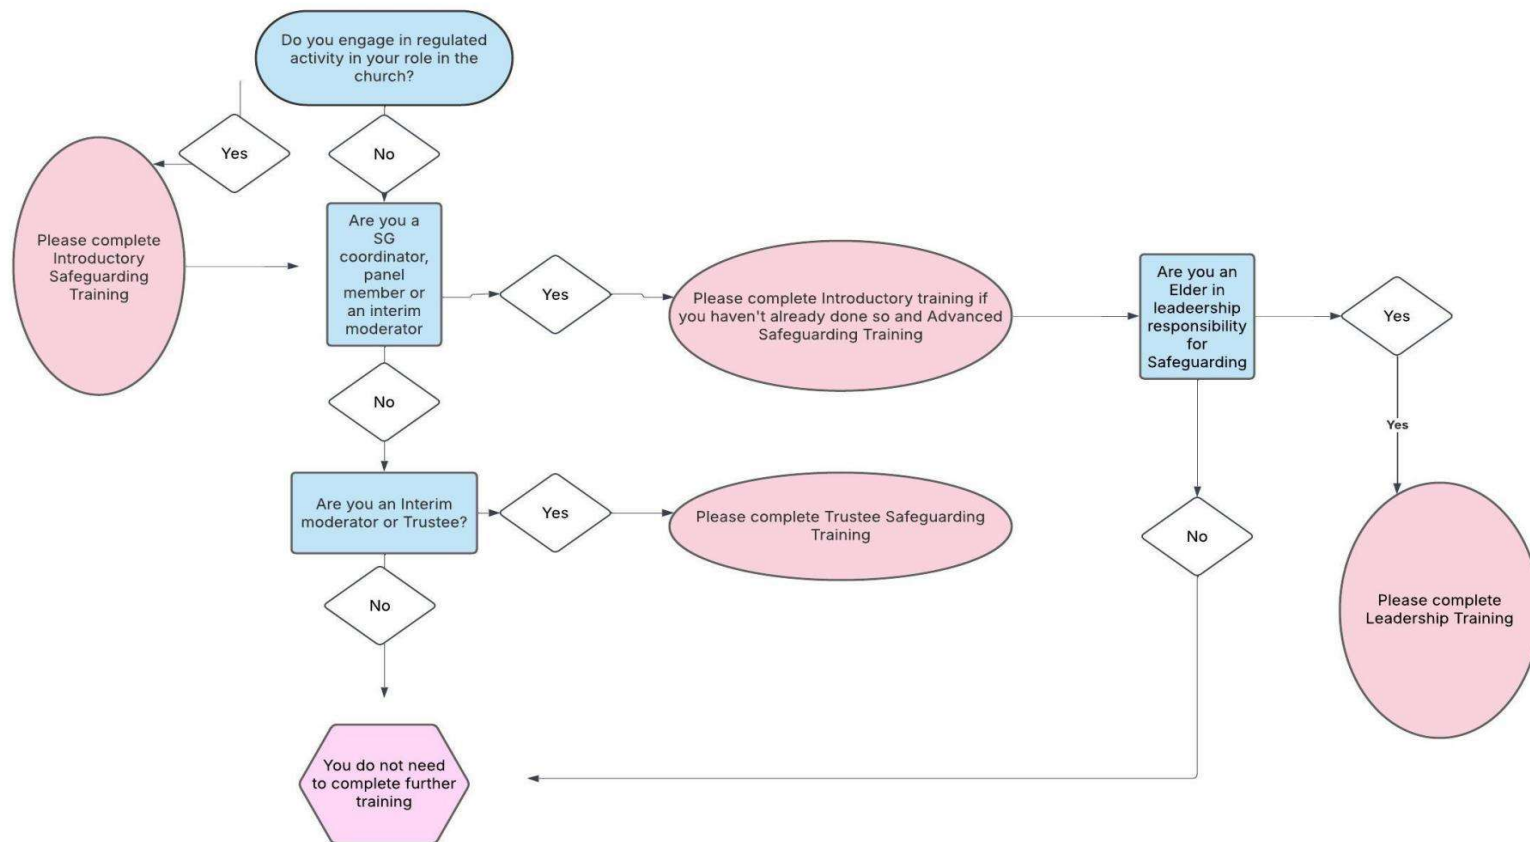 Do you engage in regulated
activity in your role in the
church?
Yes
No
Please complete
Introductory
Safeguarding
Training
Are you a
SG
coordinator,
panel
member or
an interim
moderator
Yes
Please complete Introductory training if
you haven't already done so and Advanced
Safeguarding Training
Are you an
Elder in
leadeership
responsibility
for
Safeguarding
Yes
No
Yes
Are you an Interim
moderator or Trustee?
Yes
Please complete Trustee Safeguarding
Training
No
No
Please complete
Leadership Training
You do not need
to complete further
training